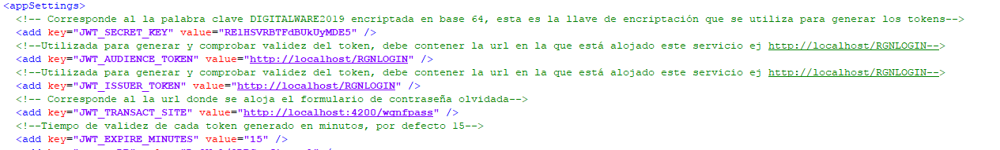 <appSettings>
<!-- Corresponde al la palabra clave DIGITALWARE2019 encriptada en base 64, esta es la llave de encriptación que se utiliza para generar los tokens-->
<add key="JWT_SECRET_KEY" value="RElHSVRBTFdBUkUyMDE5" />
<!--Utilizada para generar y comprobar validez del token, debe contener la url en la que está alojado este servicio ej http://localhost/RGNLOGIN-->
<add key="JWT_AUDIENCE_TOKEN" value="http://localhost/RGNLOGIN" />
<!--Utilizada para generar y comprobar validez del token, debe contener la url en la que está alojado este servicio ej http://localhost/RGNLOGIN-->
<add key="JWT_ISSUER_TOKEN" value="http://localhost/RGNLOGIN" />
<!-- Corresponde al la url donde se aloja el formulario de contraseña olvidada-->
<add key="JWT_TRANSACT_SITE" value="http://localhost:4200/wgnfpass" />
<!--Tiempo de validez de cada token generado en minutos, por defecto 15-->
<add key="JWT_EXPIRE_MINUTES" value="15" />